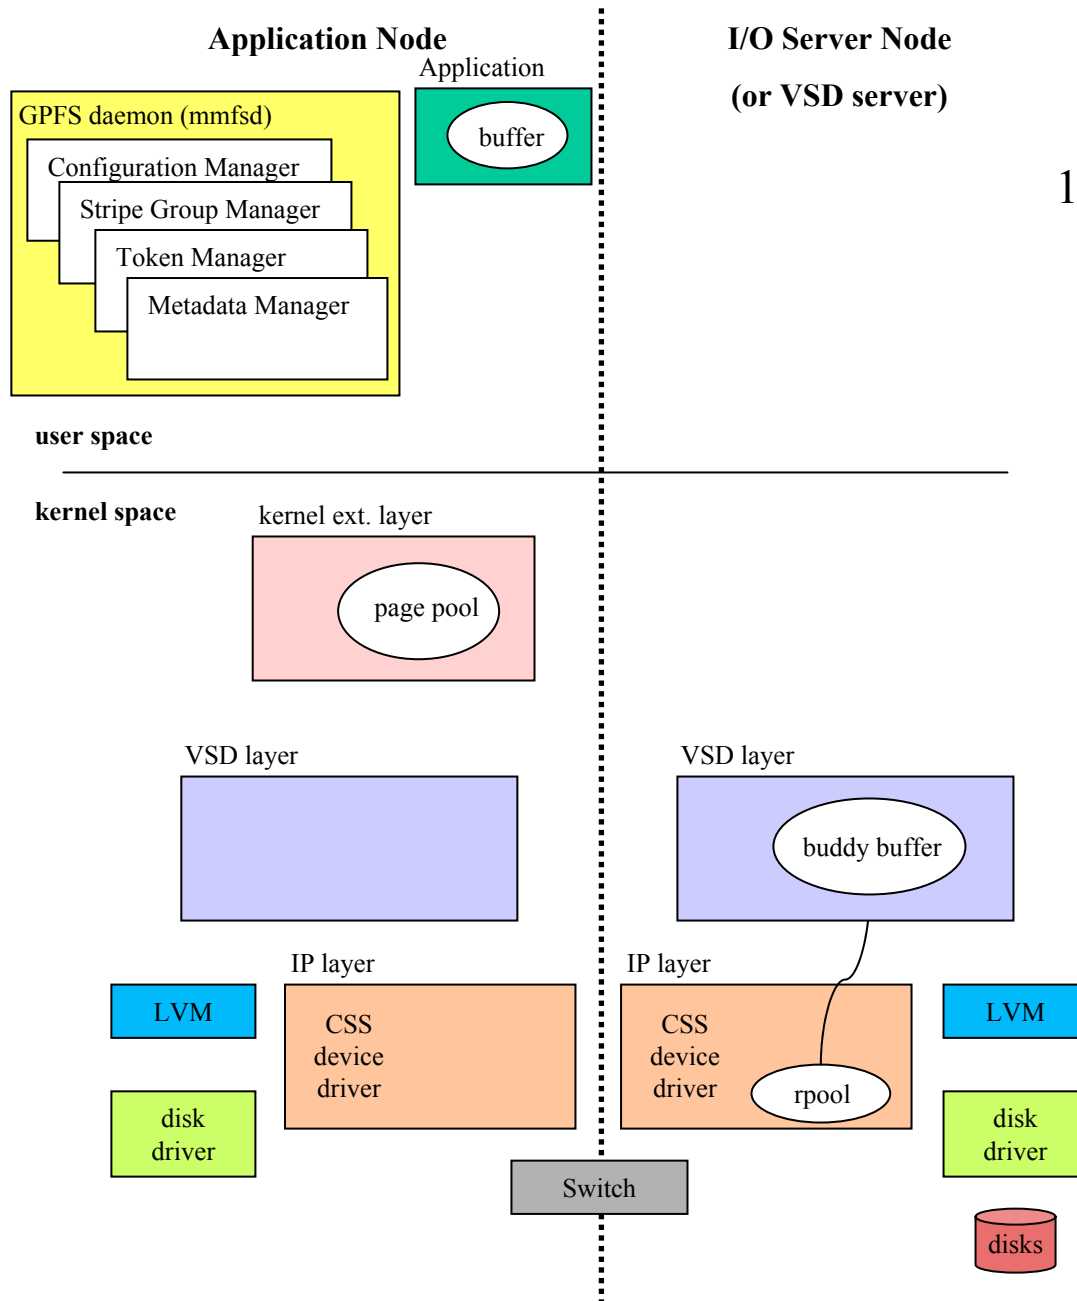 Application Node
I/O Server Node
(or VSD server)
Application
buffer
GPFS daemon (mmfsd)
Configuration Manager
Stripe Group Manager
Token Manager
Metadata Manager
1
user space
kernel space
kernel ext. layer
page pool
VSD layer
VSD layer
buddy buffer
IP layer
IP layer
LVM
CSS
device
driver
CSS
device
driver
rpool
LVM
disk
driver
disk
driver
Switch
disks